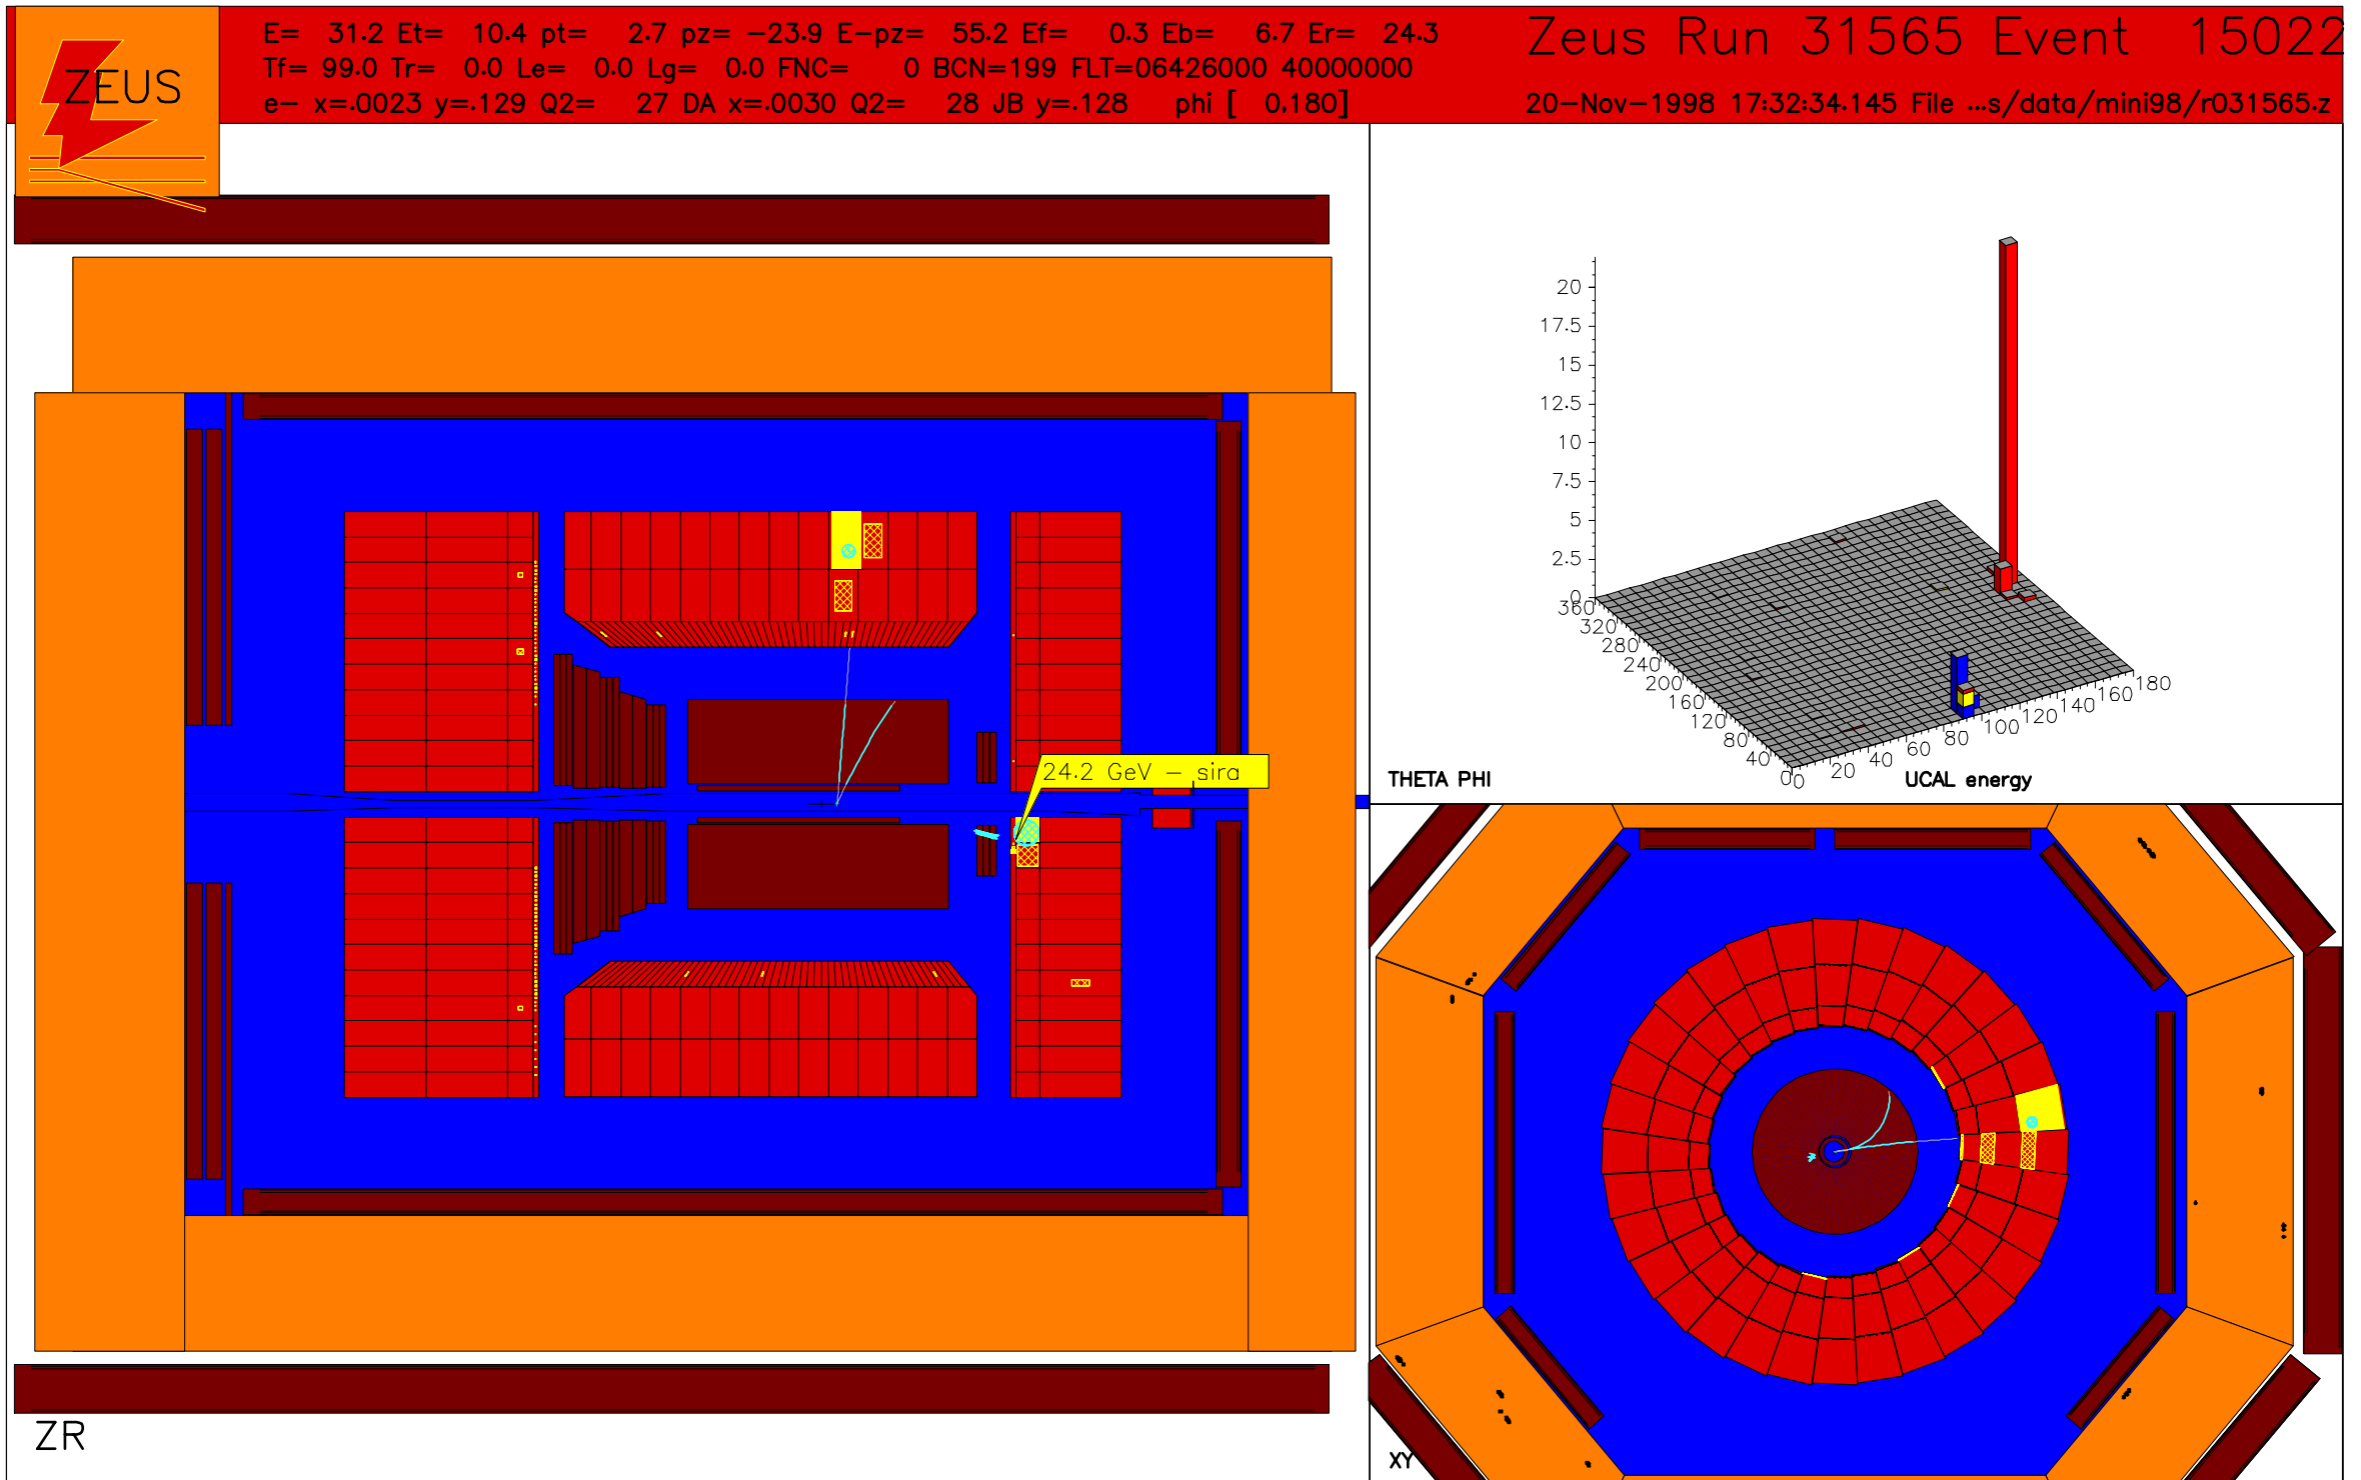 ZEUS
E= 31.2 Et= 10.4 pt= 2.7 pz= −23.9 E−pz= 55.2 Ef= 0.3 Eb= 6.7 Er= 24.3
Tf= 99.0 Tr= 0.0 Le= 0.0 Lg= 0.0 FNC= 0 BCN=199 FLT=06426000 40000000
e− x=.0023 y=.129 Q2= 27 DA x=.0030 Q2= 28 JB y=.128 phi [ 0,180]
Zeus Run 31565 Event 15022
20−Nov−1998 17:32:34.145 File ...s/data/mini98/r031565.z
24.2 GeV − sira
ZR
20
17.5
15
12.5
10
7.5
5
2.5
0
360
320
280
240
200
160
120
80
40
0
0
20
40
60
80
100
120
140
160
180
THETA PHI
UCAL energy
XY